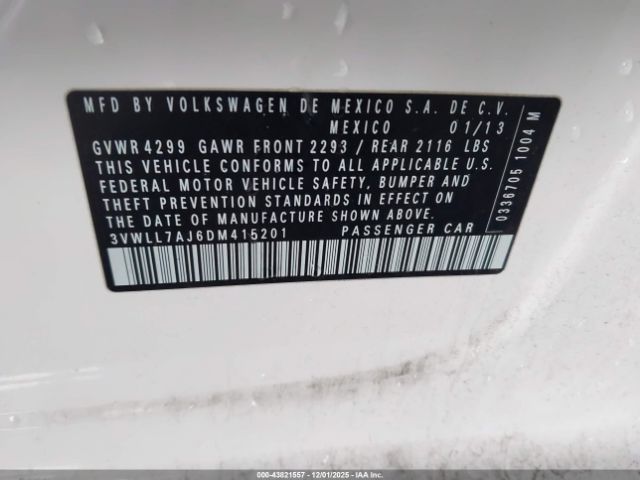 MFD BY VOLKSWAGEN DE MEXICO S.A. DE C.V.
MEXICO 01/13
GVWR 4299 GAWR FRONT 2293 / REAR 2116 LBS
THIS VEHICLE CONFORMS TO ALL APPLICABLE U.S.
FEDERAL MOTOR VEHICLE SAFETY, BUMPER AND
THEFT PREVENTION STANDARDS IN EFFECT ON
THE DATE OF MANUFACTURE SHOWN ABOVE.
3VWLL7AJ6DM415201 PASSENGER CAR
0336705 1004 M
000-43821557 - 12/01/2025 - IAA, Inc.